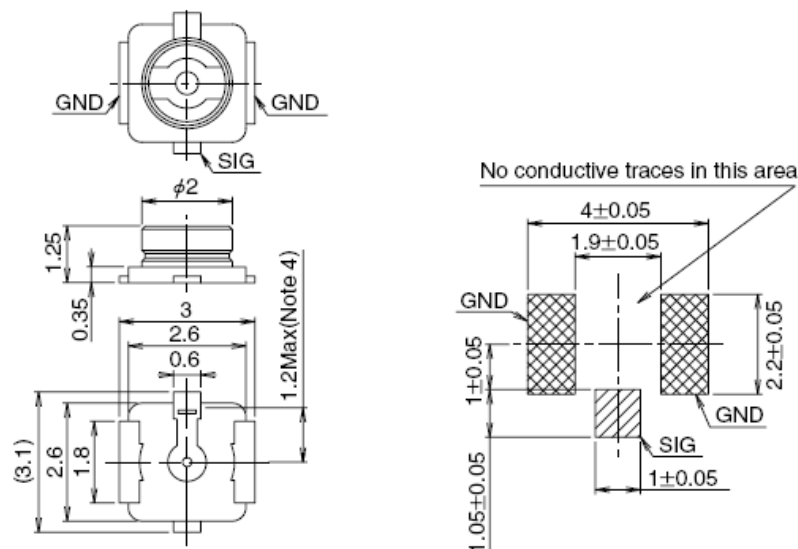 GND
GND
SIG
ϕ2
1.25
0.35
3
2.6
0.6
1.2Max(Note 4)
(3.1)
2.6
1.8
No conductive traces in this area
4±0.05
1.9±0.05
GND
2.2±0.05
1±0.05
GND
SIG
1.05±0.05
1±0.05